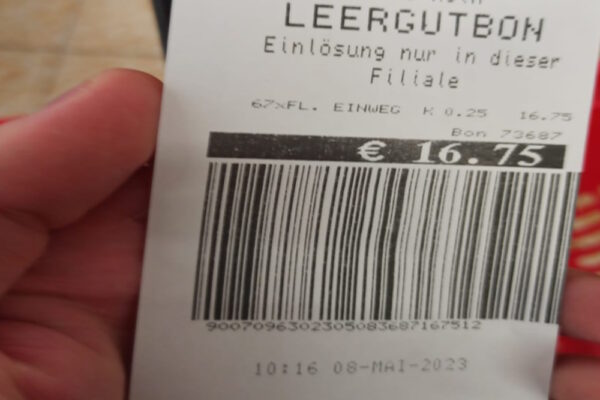 LEERGUTBON
Einlösung nur in dieser
Filiale
67xFL. EINWEG K 0.25 16.75
Bon 73687
€ 16.75
9007096302305083687167512
10:16 08-MAI-2023